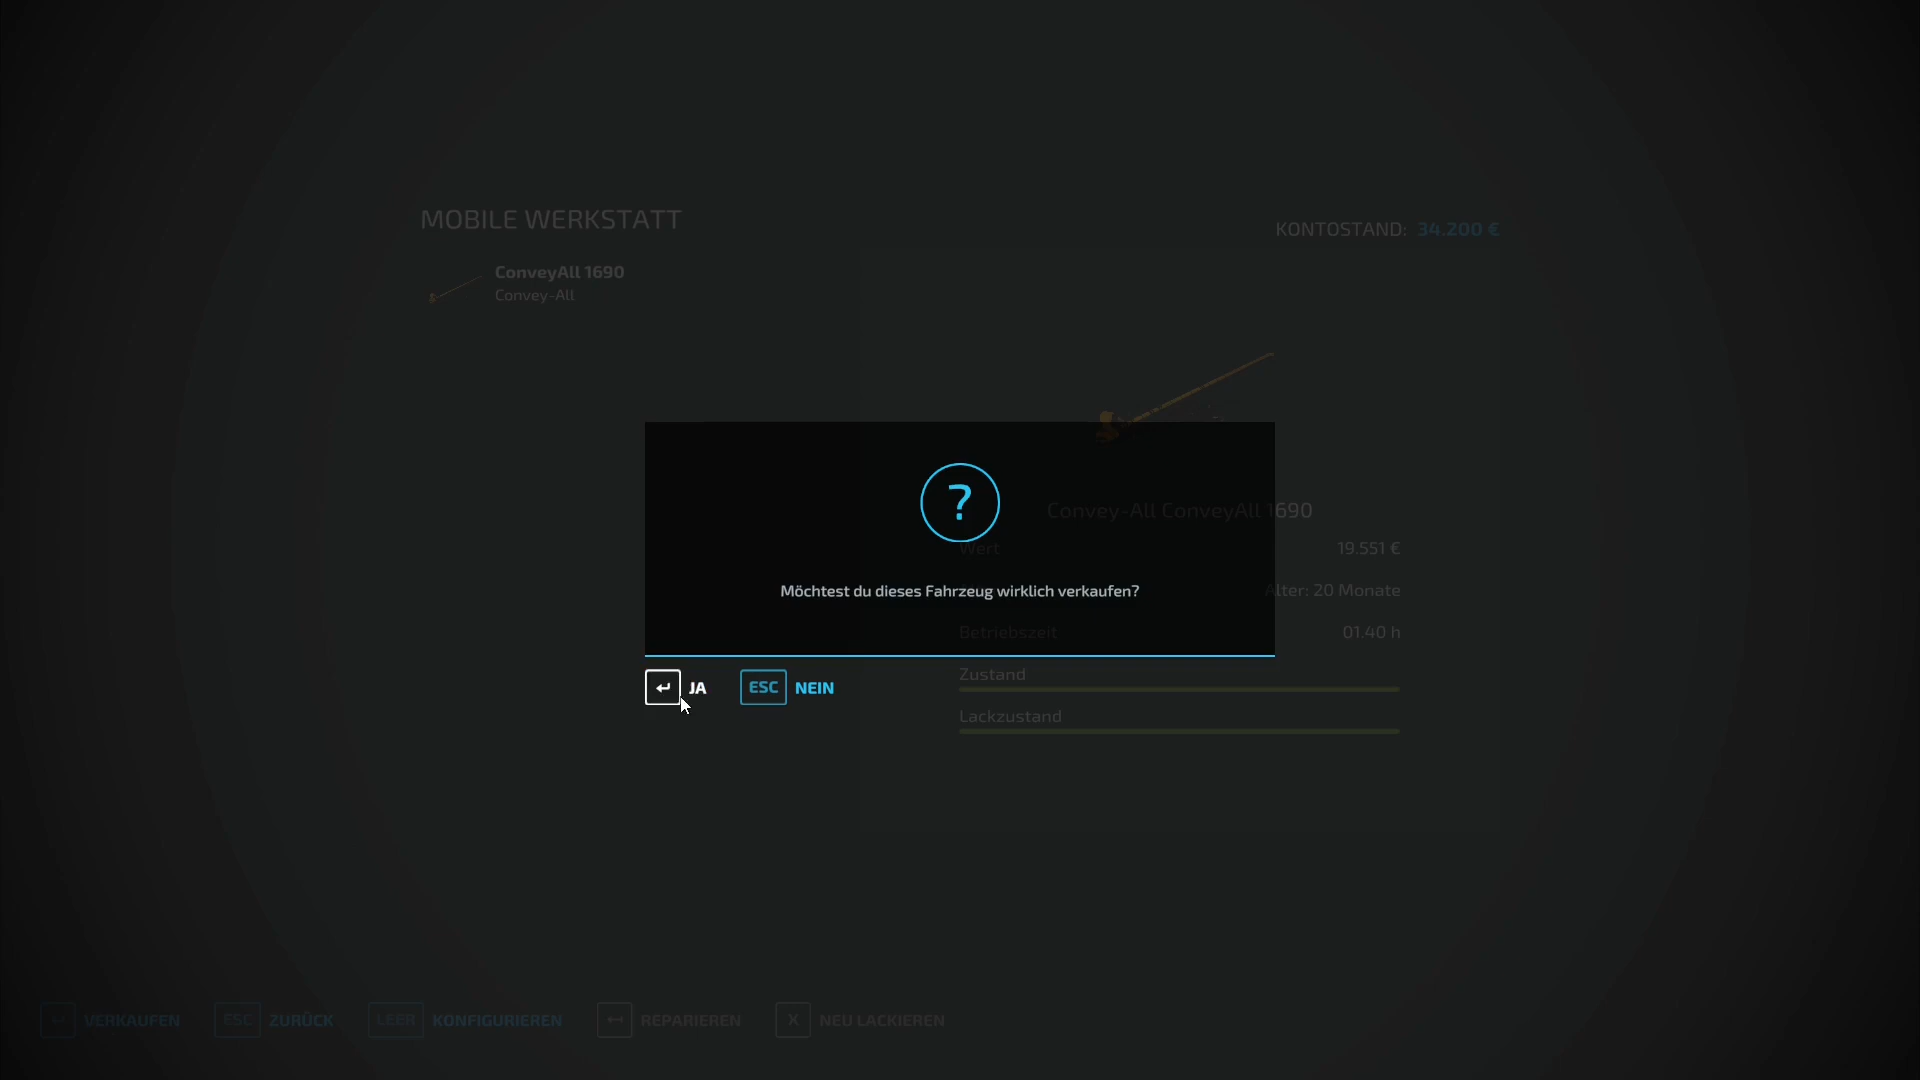 MOBILE WERKSTATT
KONTOSTAND: 34.200 €
ConveyAll 1690
Convey-All
?
Convey-All ConveyAll 1690
Wert 19.551 €
Möchtest du dieses Fahrzeug wirklich verkaufen?
Alter: 20 Monate
Betriebszeit 01.40 h
Zustand
JA ESC NEIN
Lackzustand
VERKAUFEN ESC ZURÜCK LEER KONFIGURIEREN REPARIEREN X NEU LACKIEREN